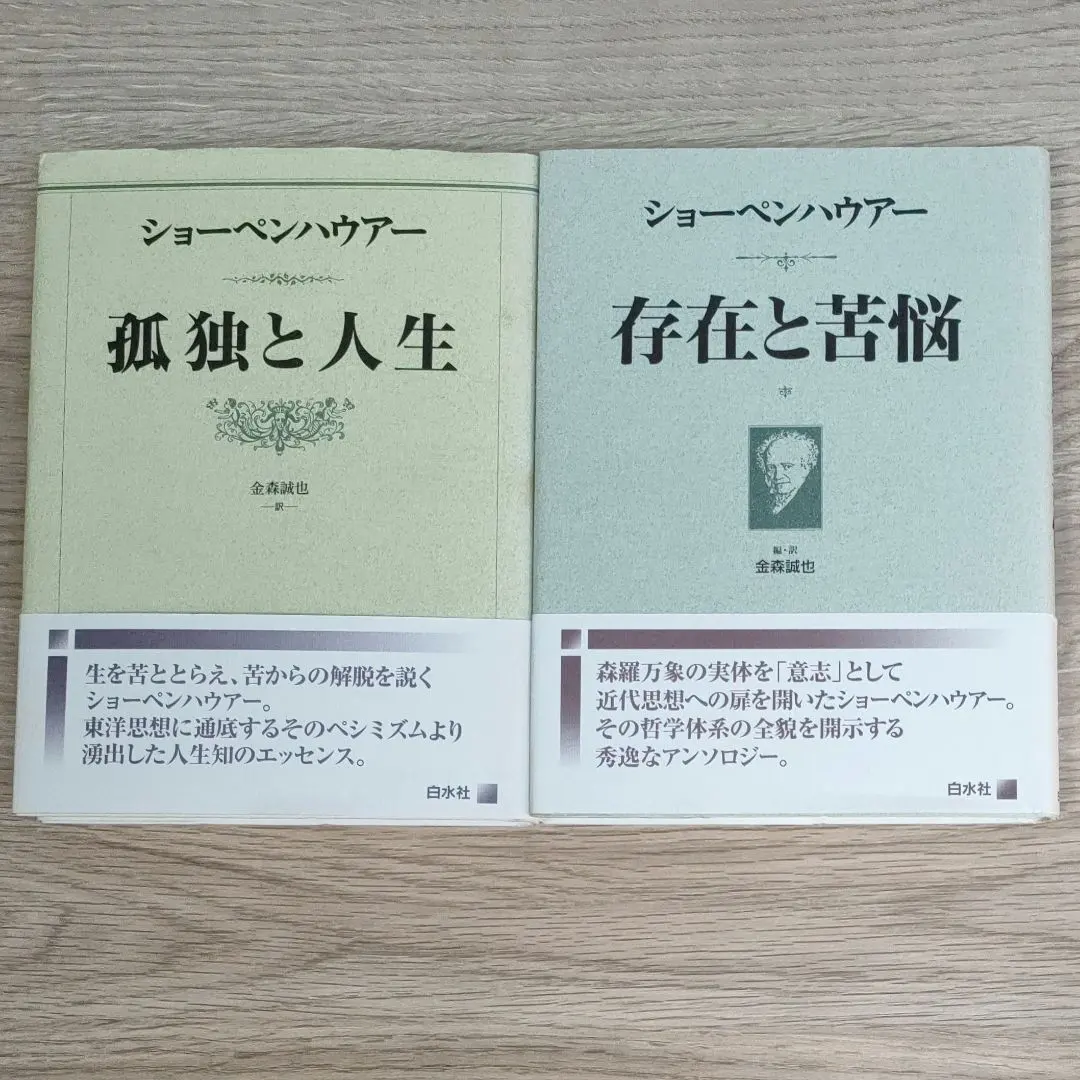 ショーペンハウアー
孤独と人生
金森誠也
―訳―
生を苦ととらえ、苦からの解脱を説く
ショーペンハウアー。
東洋思想に通底するそのペシミズムより
湧出した人生知のエッセンス。
白水社
ショーペンハウアー
存在と苦悩
編・訳
金森誠也
森羅万象の実体を「意志」として
近代思想への扉を開いたショーペンハウアー。
その哲学体系の全貌を開示する
秀逸なアンソロジー。
白水社